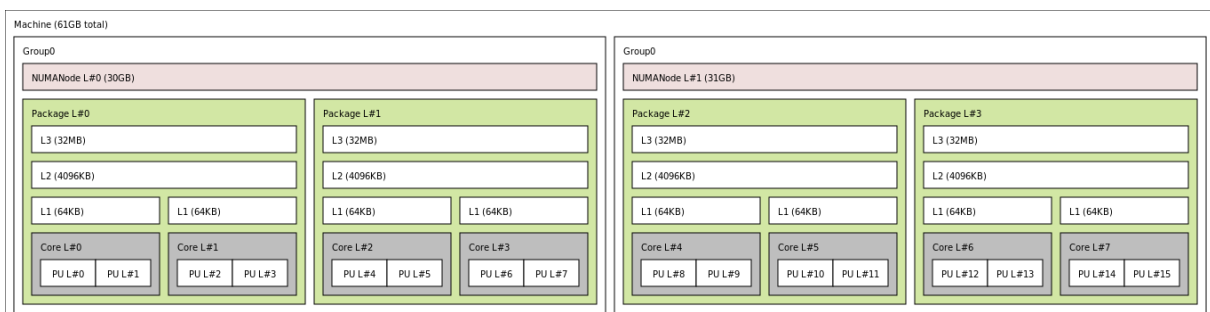 Machine (61GB total)
Group0
NUMANode L#0 (30GB)
Package L#0
L3 (32MB)
L2 (4096KB)
L1 (64KB)
L1 (64KB)
Core L#0
PU L#0
PU L#1
Core L#1
PU L#2
PU L#3
Package L#1
L3 (32MB)
L2 (4096KB)
L1 (64KB)
L1 (64KB)
Core L#2
PU L#4
PU L#5
Core L#3
PU L#6
PU L#7
Group0
NUMANode L#1 (31GB)
Package L#2
L3 (32MB)
L2 (4096KB)
L1 (64KB)
L1 (64KB)
Core L#4
PU L#8
PU L#9
Core L#5
PU L#10
PU L#11
Package L#3
L3 (32MB)
L2 (4096KB)
L1 (64KB)
L1 (64KB)
Core L#6
PU L#12
PU L#13
Core L#7
PU L#14
PU L#15